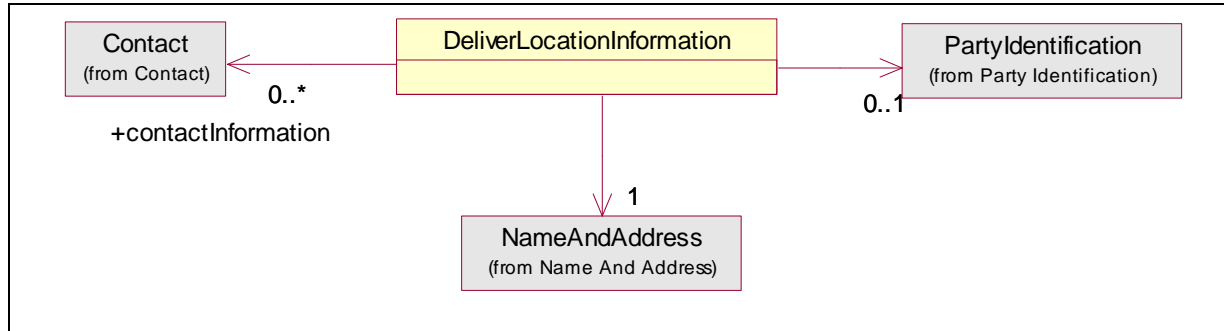 Contact
(from Contact)
DeliverLocationInformation
PartyIdentification
(from Party Identification)
0..*
+contactInformation
0..1
1
NameAndAddress
(from Name And Address)